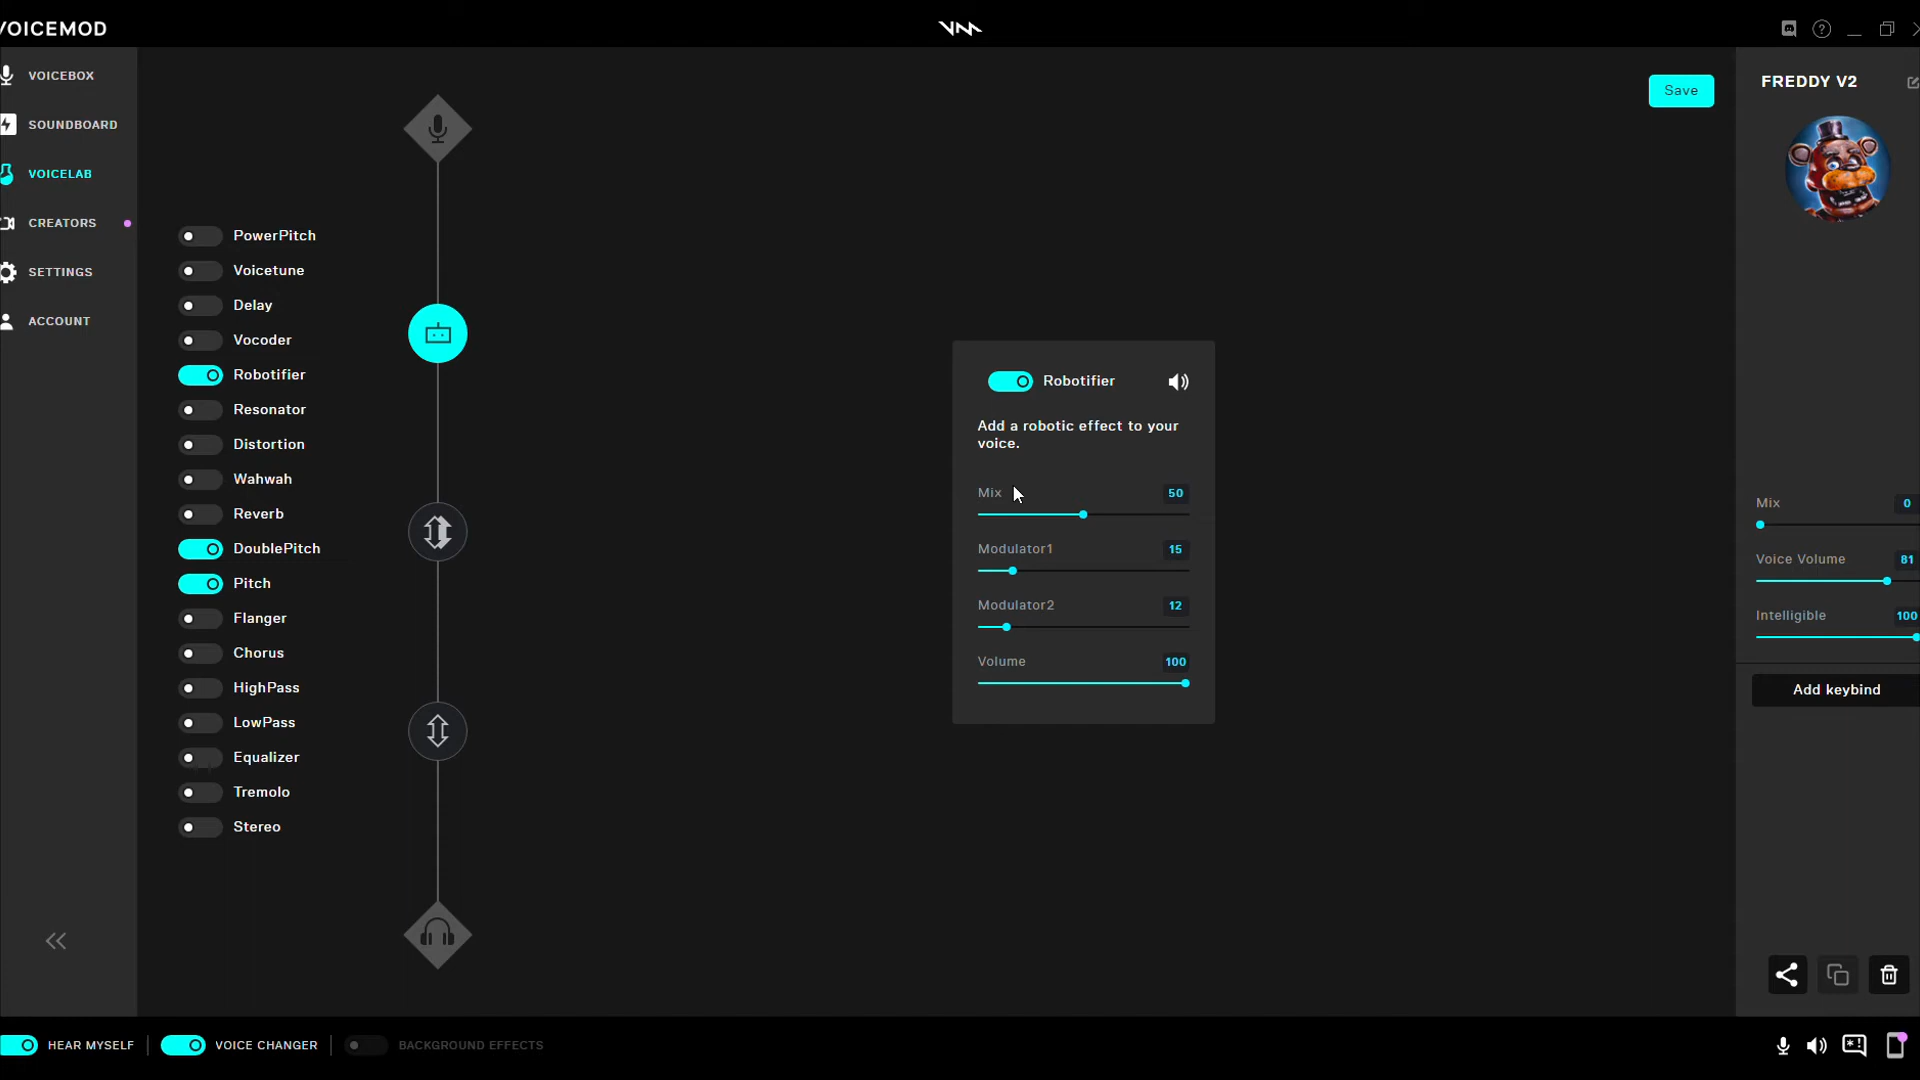 VOICEMOD
VOICEBOX
SOUNDBOARD
VOICELAB
CREATORS
SETTINGS
ACCOUNT
PowerPitch
Voicetune
Delay
Vocoder
Robotifier
Resonator
Distortion
Wahwah
Reverb
DoublePitch
Pitch
Flanger
Chorus
HighPass
LowPass
Equalizer
Tremolo
Stereo
Robotifier
Add a robotic effect to your
voice.
Mix 50
Modulator1 15
Modulator2 12
Volume 100
Save
FREDDY V2
Mix 0
Voice Volume 81
Intelligible 100
Add keybind
HEAR MYSELF
VOICE CHANGER
BACKGROUND EFFECTS